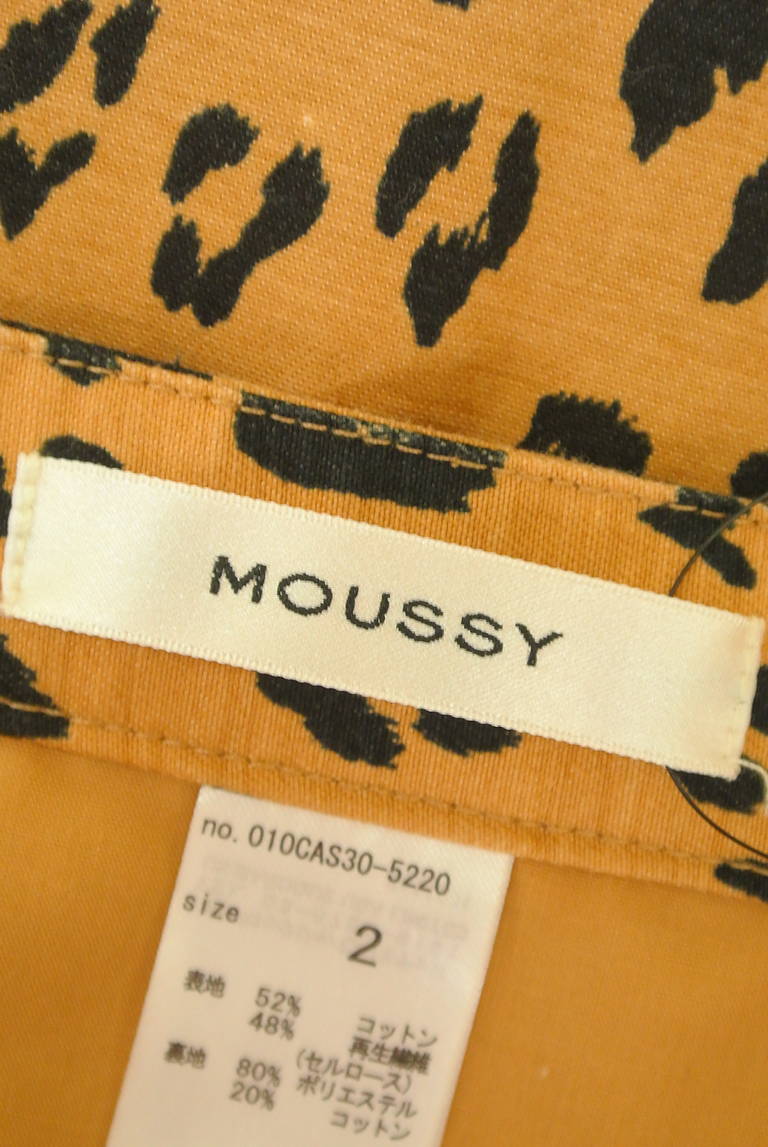 MOUSSY
no. 010CAS30-5220
size 2
表地 52% コットン
48% 再生繊維
(セルロース)
裏地 80% ポリエステル
20% コットン